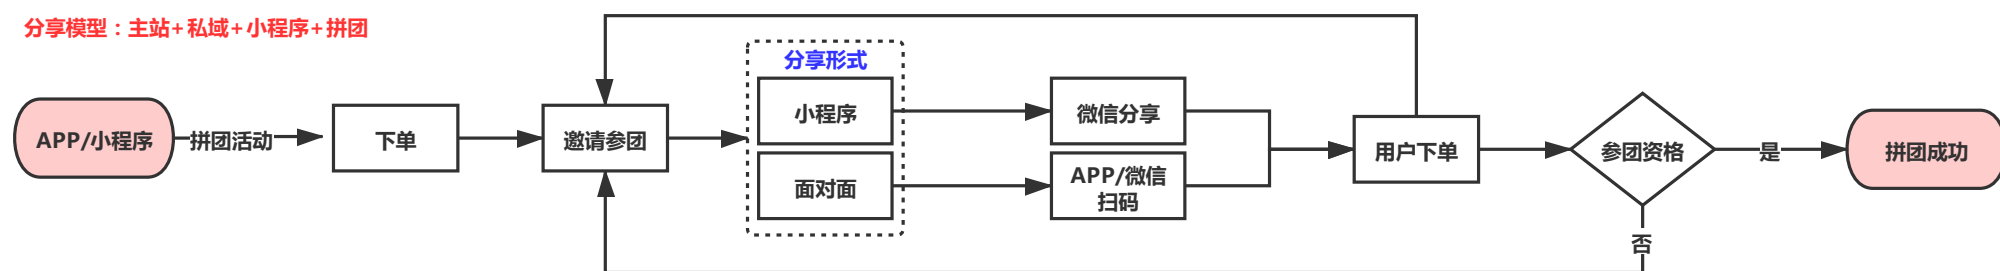 分享模型：主站+私域+小程序+拼团
APP/小程序
拼团活动
下单
邀请参团
分享形式
小程序
面对面
微信分享
APP/微信
扫码
用户下单
参团资格
是
否
拼团成功